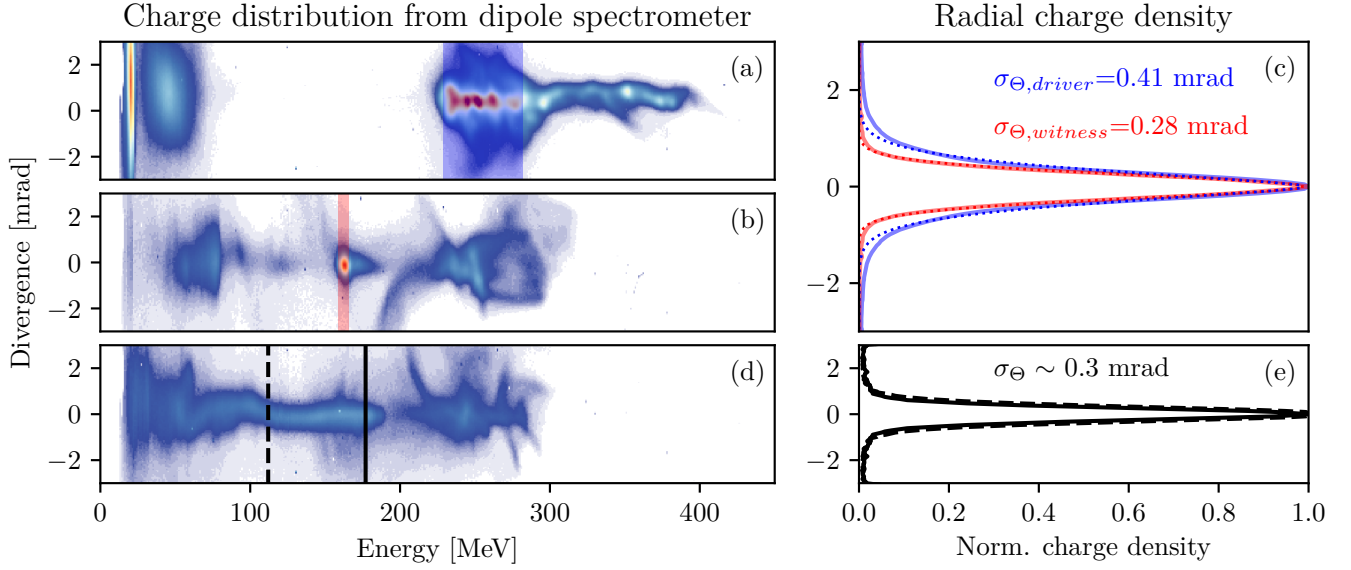 Charge distribution from dipole spectrometer
Radial charge density
2
0
−2
(a)
2
0
−2
(b)
2
0
−2
(d)
0
100
200
300
400
Energy [MeV]
Divergence [mrad]
2
0
−2
(c)
σΘ,driver=0.41 mrad
σΘ,witness=0.28 mrad
2
0
−2
(e)
σΘ ∼ 0.3 mrad
0.0
0.2
0.4
0.6
0.8
1.0
Norm. charge density